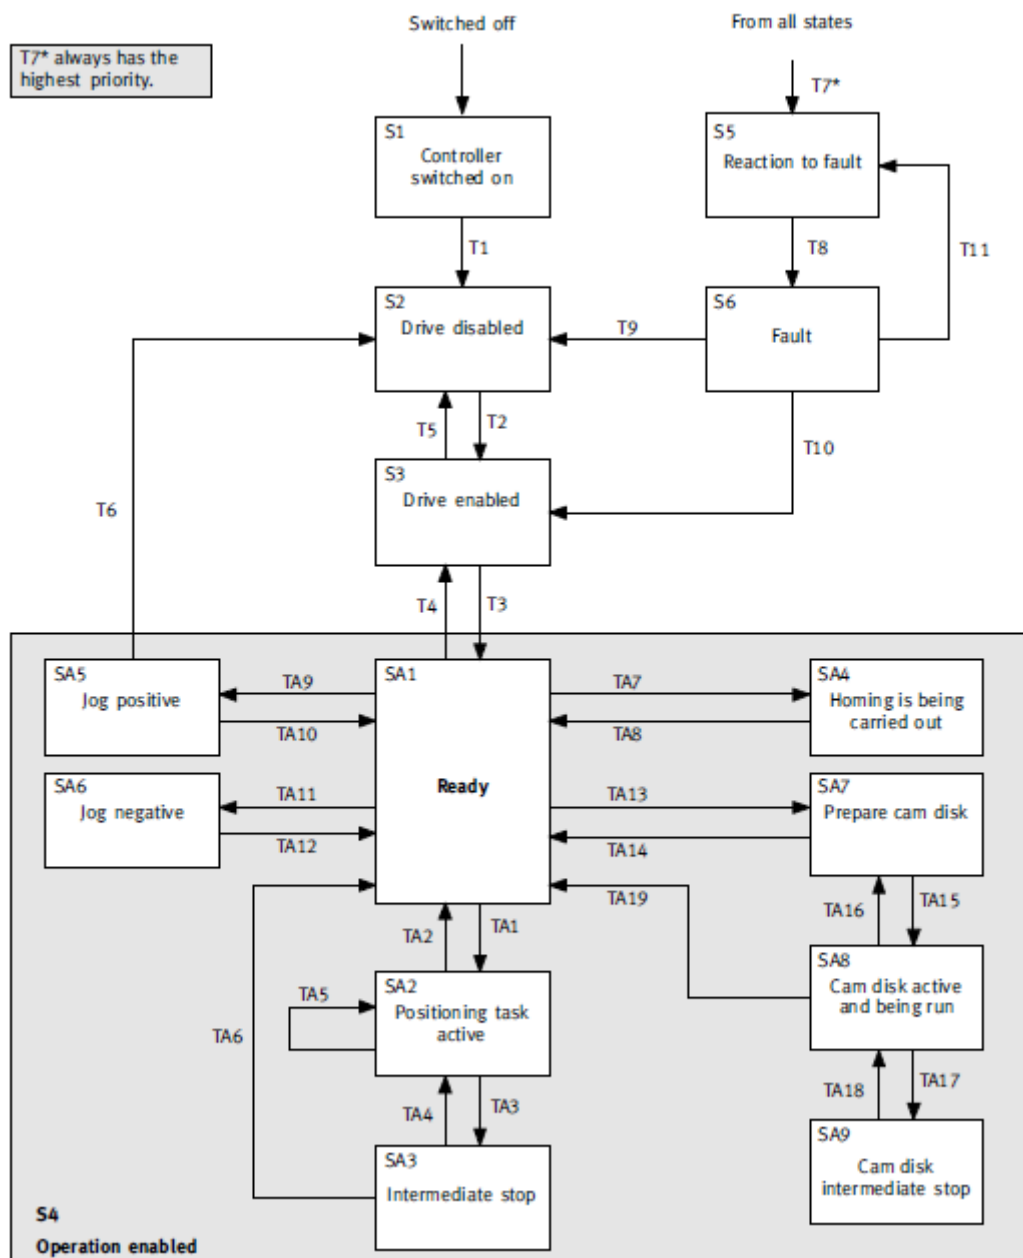 Switched off
From all states
T7* always has the
highest priority.
T7*
S1
Controller
switched on
S5
Reaction to fault
T1
T8
T11
S2
Drive disabled
T9
S6
Fault
T5
T2
T10
S3
Drive enabled
T6
T4
T3
SA5
Jog positive
TA9
TA10
SA1
Ready
TA7
TA8
SA4
Homing is being
carried out
SA6
Jog negative
TA11
TA12
TA13
TA14
SA7
Prepare cam disk
TA19
TA16
TA15
TA2
TA1
SA8
Cam disk active
and being run
TA5
SA2
Positioning task
active
TA6
TA4
TA3
TA18
TA17
SA3
Intermediate stop
SA9
Cam disk
intermediate stop
S4
Operation enabled